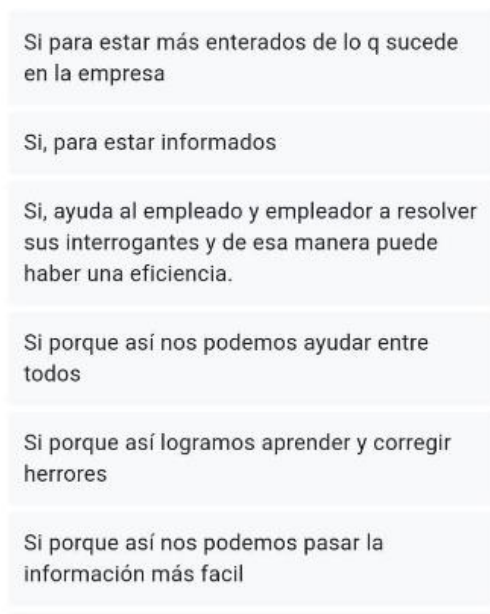 Si para estar más enterados de lo q sucede
en la empresa
Si, para estar informados
Si, ayuda al empleado y empleador a resolver
sus interrogantes y de esa manera puede
haber una eficiencia.
Si porque así nos podemos ayudar entre
todos
Si porque así logramos aprender y corregir
herrores
Si porque así nos podemos pasar la
información más facil